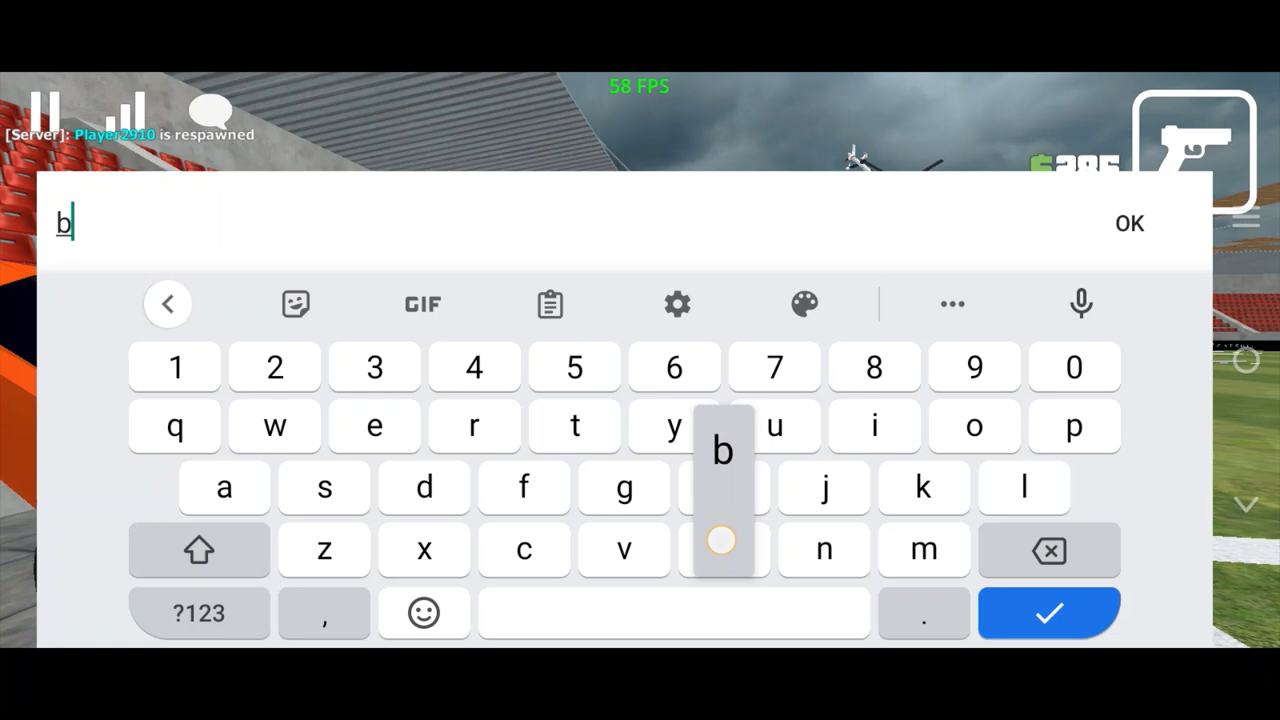 58 FPS
[Server]: Player2910 is respawned
$285
b
OK
GIF
1 2 3 4 5 6 7 8 9 0
q w e r t y u i o p
b
a s d f g j k l
z x c v n m
?123 , .